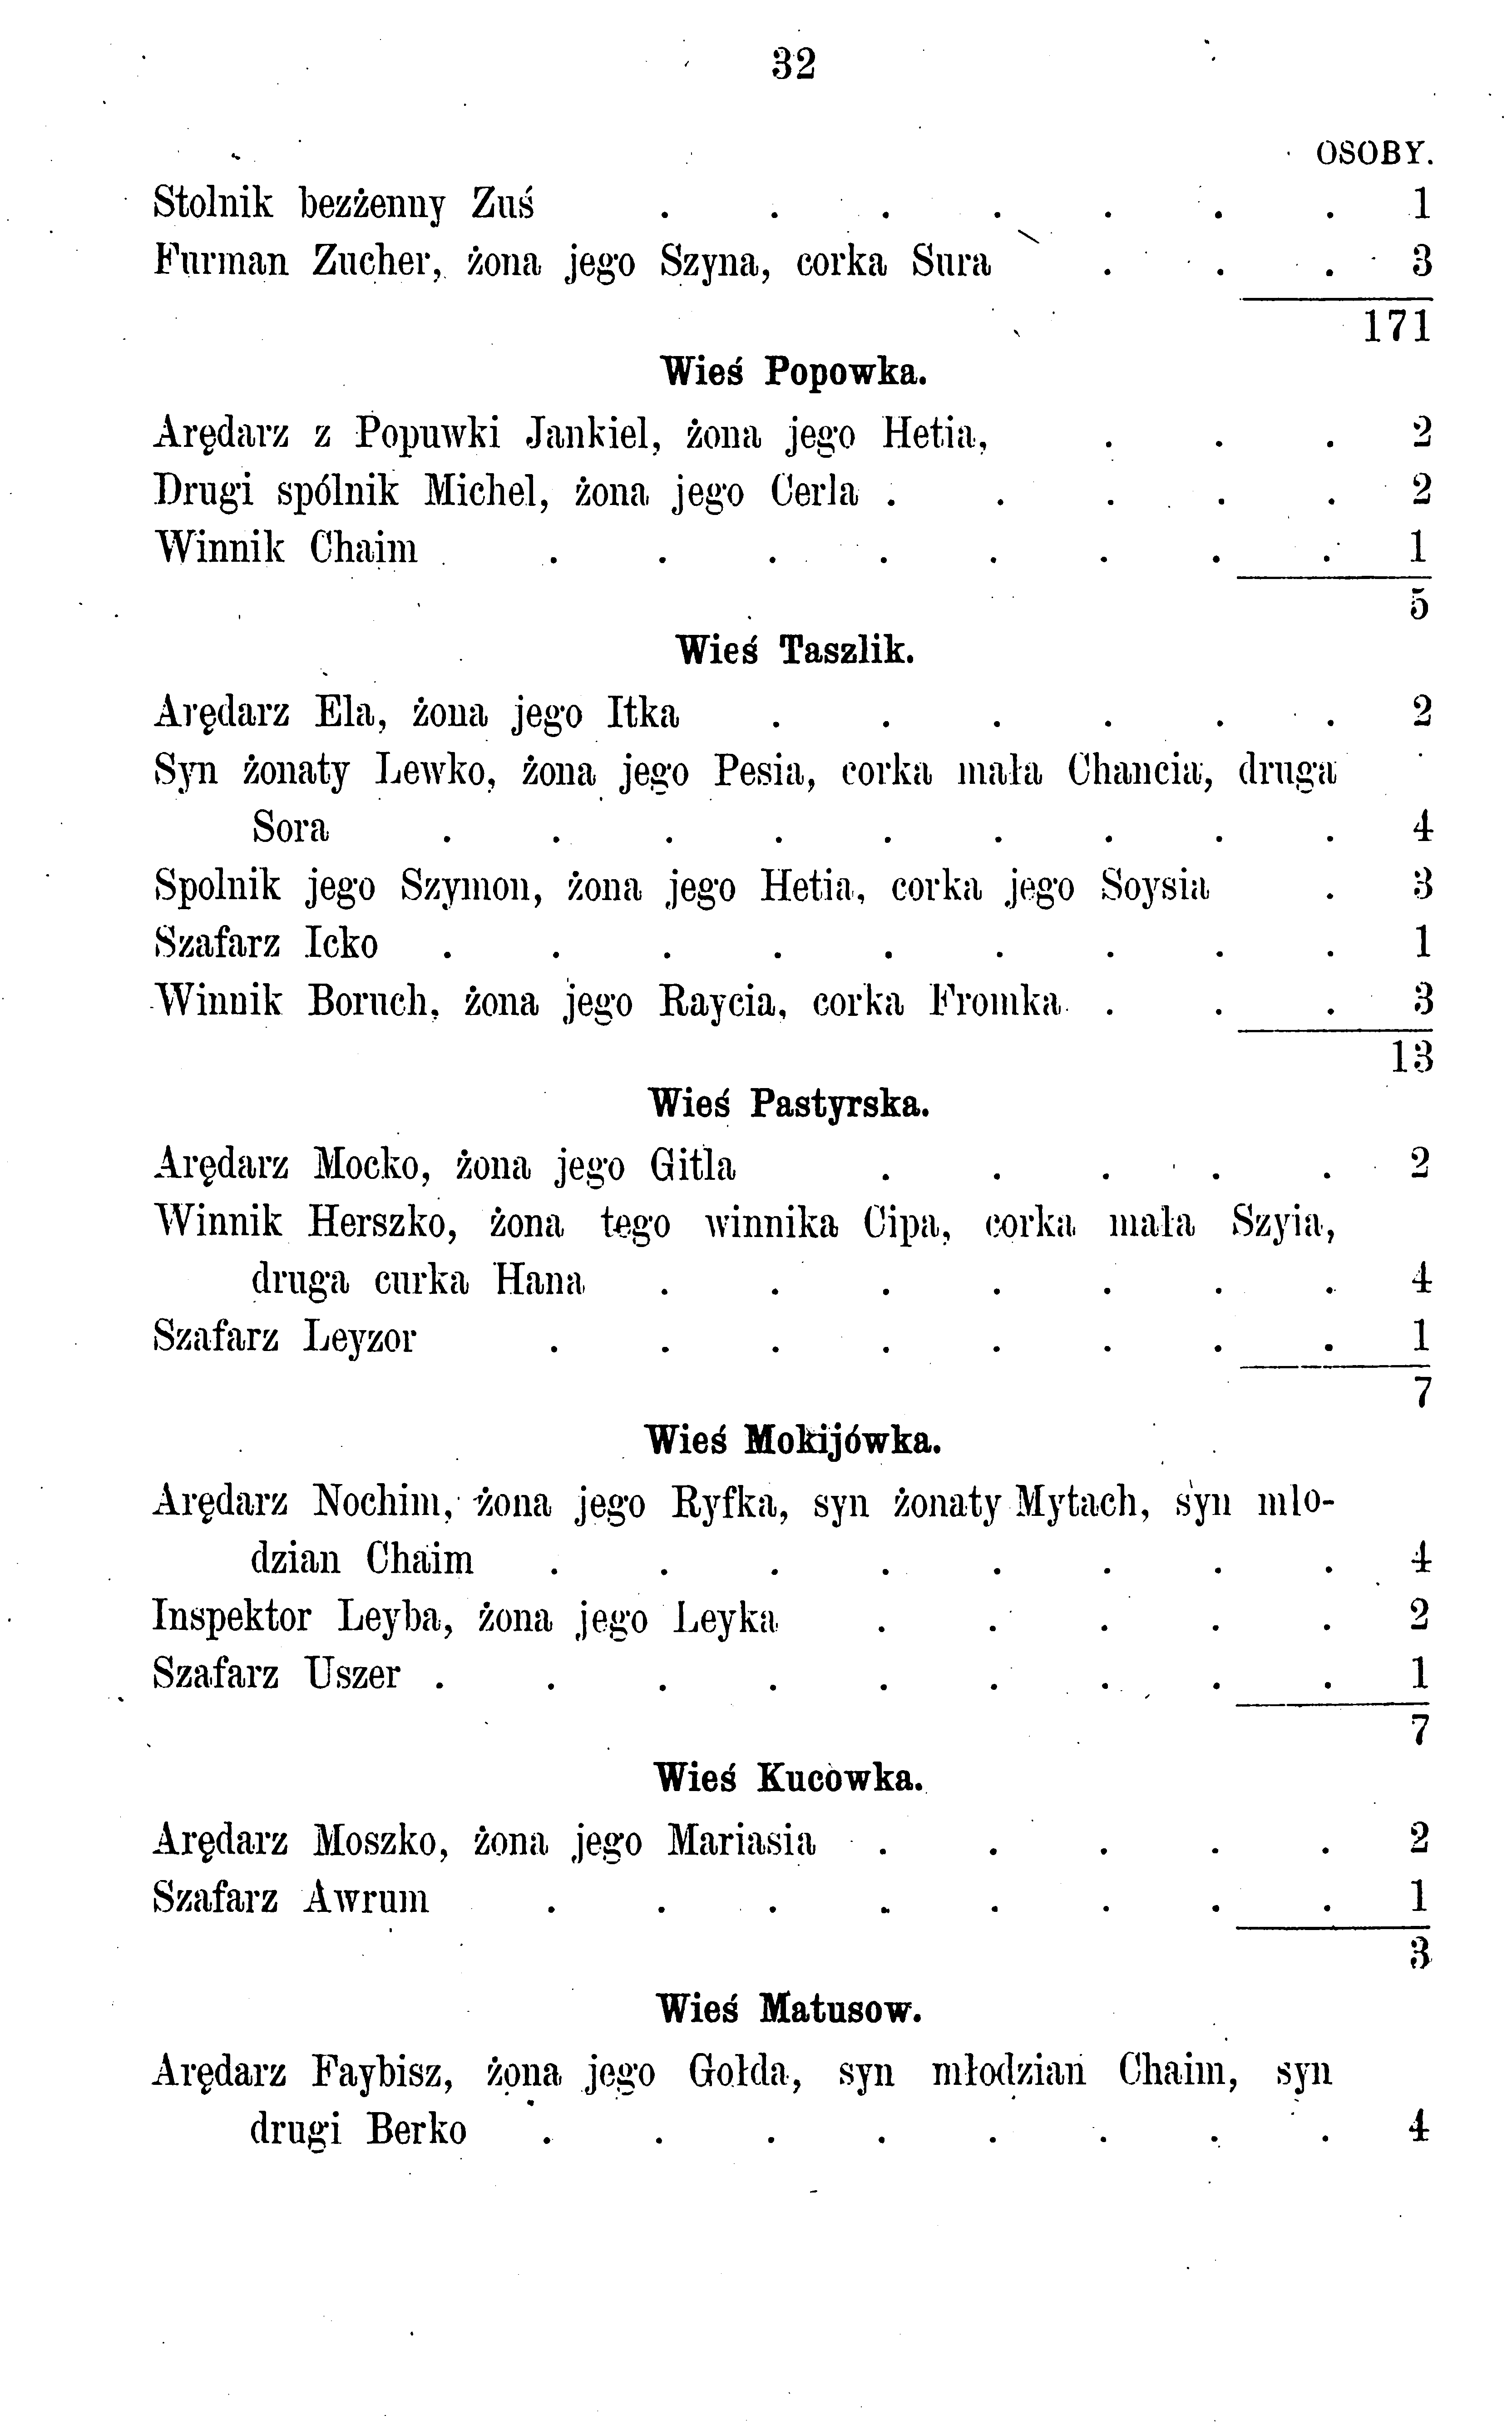 32
OSOBY.
Stolnik bezżenny Zuś . . . . . . . 1
Furman Zucher, żona jego Szyna, corka Sura . . . 3
171
Wieś Popowka.
Arędarz z Popuwki Jankiel, żona jego Hetia, . . . 2
Drugi spólnik Michel, żona jego Cerla . . . . . 2
Winnik Chaim . . . . . . . . 1
5
Wieś Taszlik.
Arędarz Ela, żona jego Itka . . . . . . 2
Syn żonaty Lewko, żona jego Pesia, corka mała Chancia, druga
Sora . . . . . . . . . 4
Spolnik jego Szymon, żona jego Hetia, corka jego Soysia . 3
Szafarz Icko . . . . . . . . . 1
Winnik Boruch, żona jego Raycia, corka Fromka . . . 3
13
Wieś Pastyrska.
Arędarz Mocko, żona jego Gitla . . . . . 2
Winnik Herszko, żona tego winnika Cipa, corka mała Szyia,
druga curka Hana . . . . . . . 4
Szafarz Leyzor . . . . . . . . 1
7
Wieś Mokijówka.
Arędarz Nochim, żona jego Ryfka, syn żonaty Mytach, syn mlo-
dzian Chaim . . . . . . . . 4
Inspektor Leyba, żona jego Leyka . . . . . 2
Szafarz Uszer . . . . . . . . . 1
7
Wieś Kucowka.
Arędarz Moszko, żona jego Mariasia . . . . . 2
Szafarz Awrum . . . . . . . . 1
3
Wieś Matusow.
Arędarz Faybisz, żona jego Gołda, syn młodzian Chaim, syn
drugi Berko . . . . . . . . 4